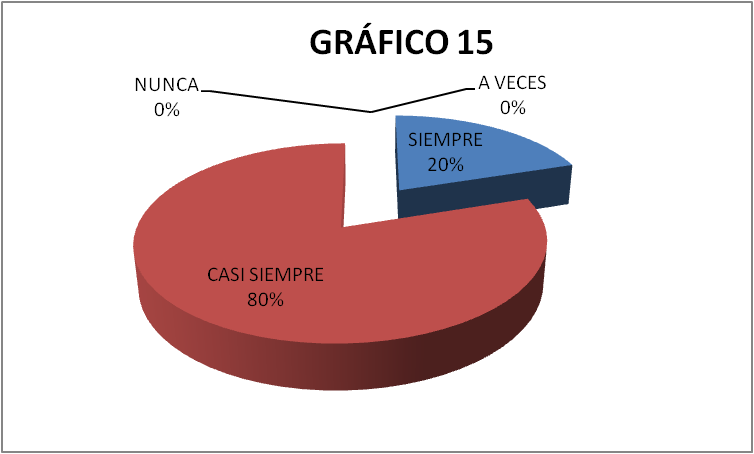 GRÁFICO 15
NUNCA
0%
A VECES
0%
SIEMPRE
20%
CASI SIEMPRE
80%